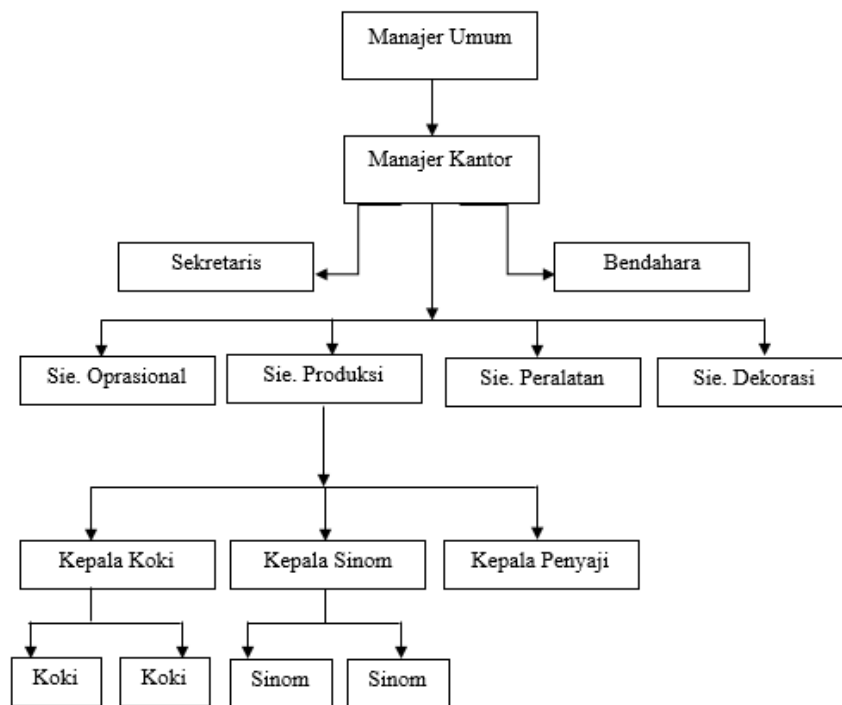 Manajer Umum
Manajer Kantor
Sekretaris
Bendahara
Sie. Oprasional
Sie. Produksi
Sie. Peralatan
Sie. Dekorasi
Kepala Koki
Kepala Sinom
Kepala Penyaji
Koki
Koki
Sinom
Sinom